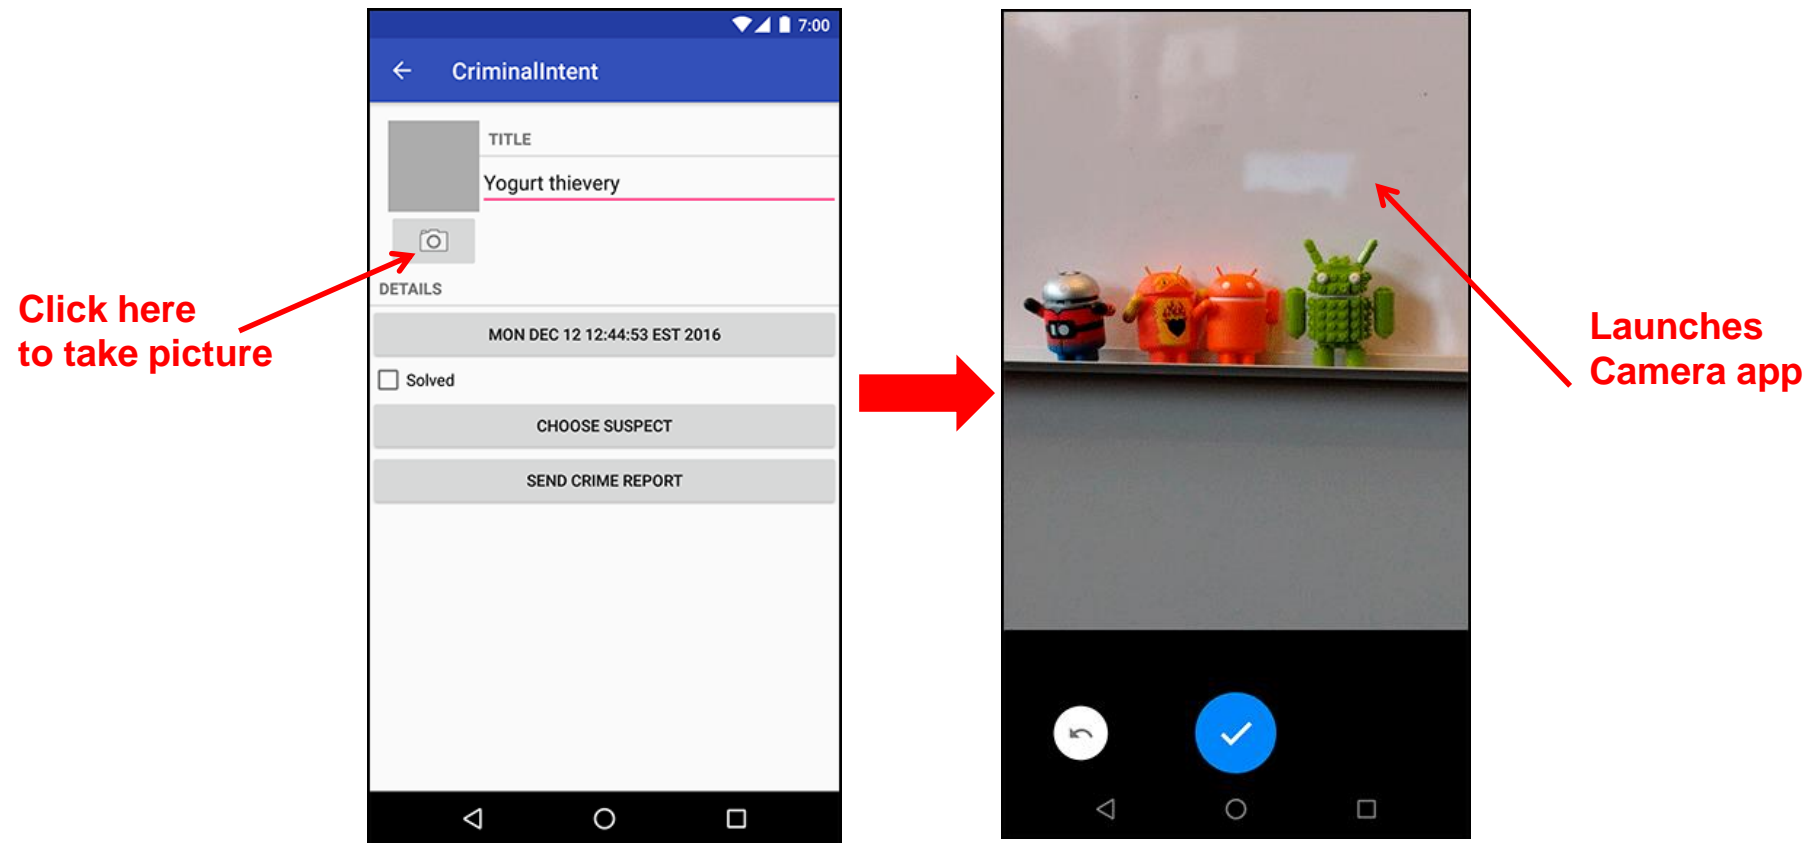 7:00
CriminalIntent
TITLE
Yogurt thievery
DETAILS
MON DEC 12 12:44:53 EST 2016
Solved
CHOOSE SUSPECT
SEND CRIME REPORT
Click here
to take picture
Launches
Camera app